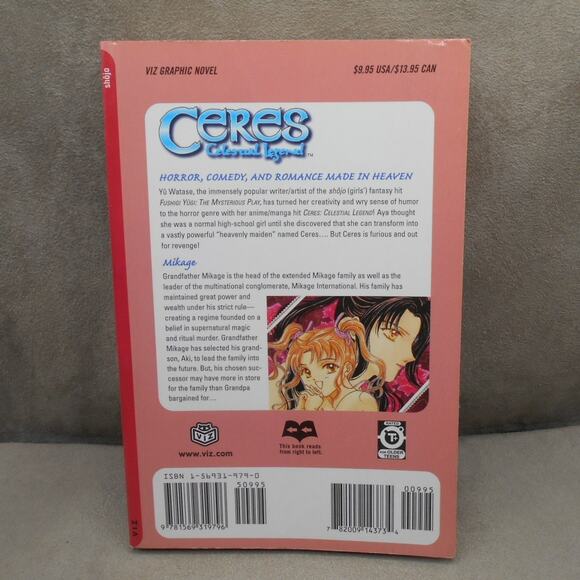 VIZ GRAPHIC NOVEL
$9.95 USA/$13.95 CAN
shôjo
CERES
Celestial Legend™
HORROR, COMEDY, AND ROMANCE MADE IN HEAVEN
Yû Watase, the immensely popular writer/artist of the shôjo (girls') fantasy hit
FUSHIGI YÛGI: THE MYSTERIOUS PLAY, has turned her creativity and wry sense of humor
to the horror genre with her anime/manga hit CERES: CELESTIAL LEGEND! Aya thought
she was a normal high-school girl until she discovered that she can transform into
a vastly powerful "heavenly maiden" named Ceres.... But Ceres is furious and out
for revenge!
Mikage
Grandfather Mikage is the head of the extended Mikage family as well as the
leader of the multinational conglomerate, Mikage International. His family has
maintained great power and
wealth under his strict rule—
creating a regime founded on a
belief in supernatural magic
and ritual murder. Grandfather
Mikage has selected his grand-
son, Aki, to lead the family into
the future. But, his chosen suc-
cessor may have more in store
for the family than Grandpa
bargained for....
VIZ
www.viz.com
This book reads
from right to left.
RATED
T+
FOR OLDER
TEENS
ISBN 1-56931-979-0
50995
9 781569 319796
00995
7 82009 14373 4
VIZ